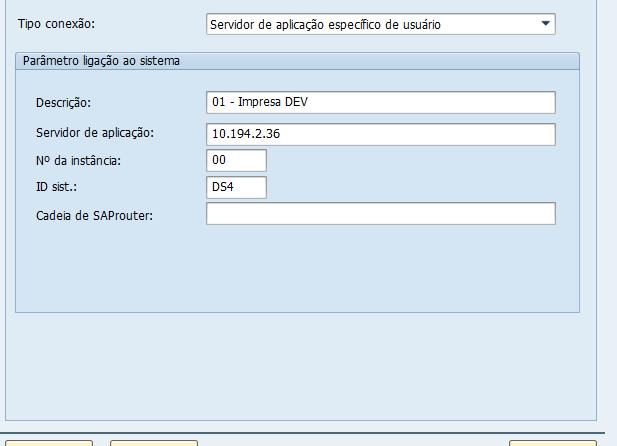 Tipo conexão: Servidor de aplicação específico de usuário
Parâmetro ligação ao sistema
Descrição: 01 - Impresa DEV
Servidor de aplicação: 10.194.2.36
Nº da instância: 00
ID sist.: DS4
Cadeia de SAProuter: